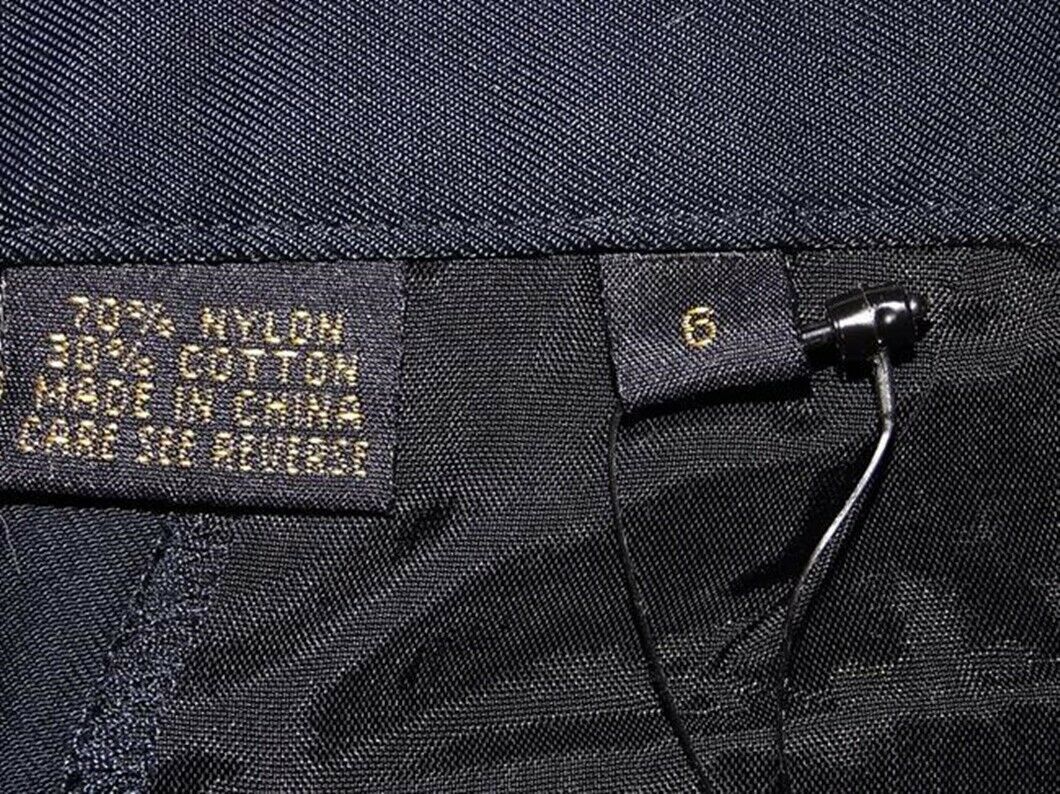 70% NYLON
30% COTTON
MADE IN CHINA
CARE SEE REVERSE
6